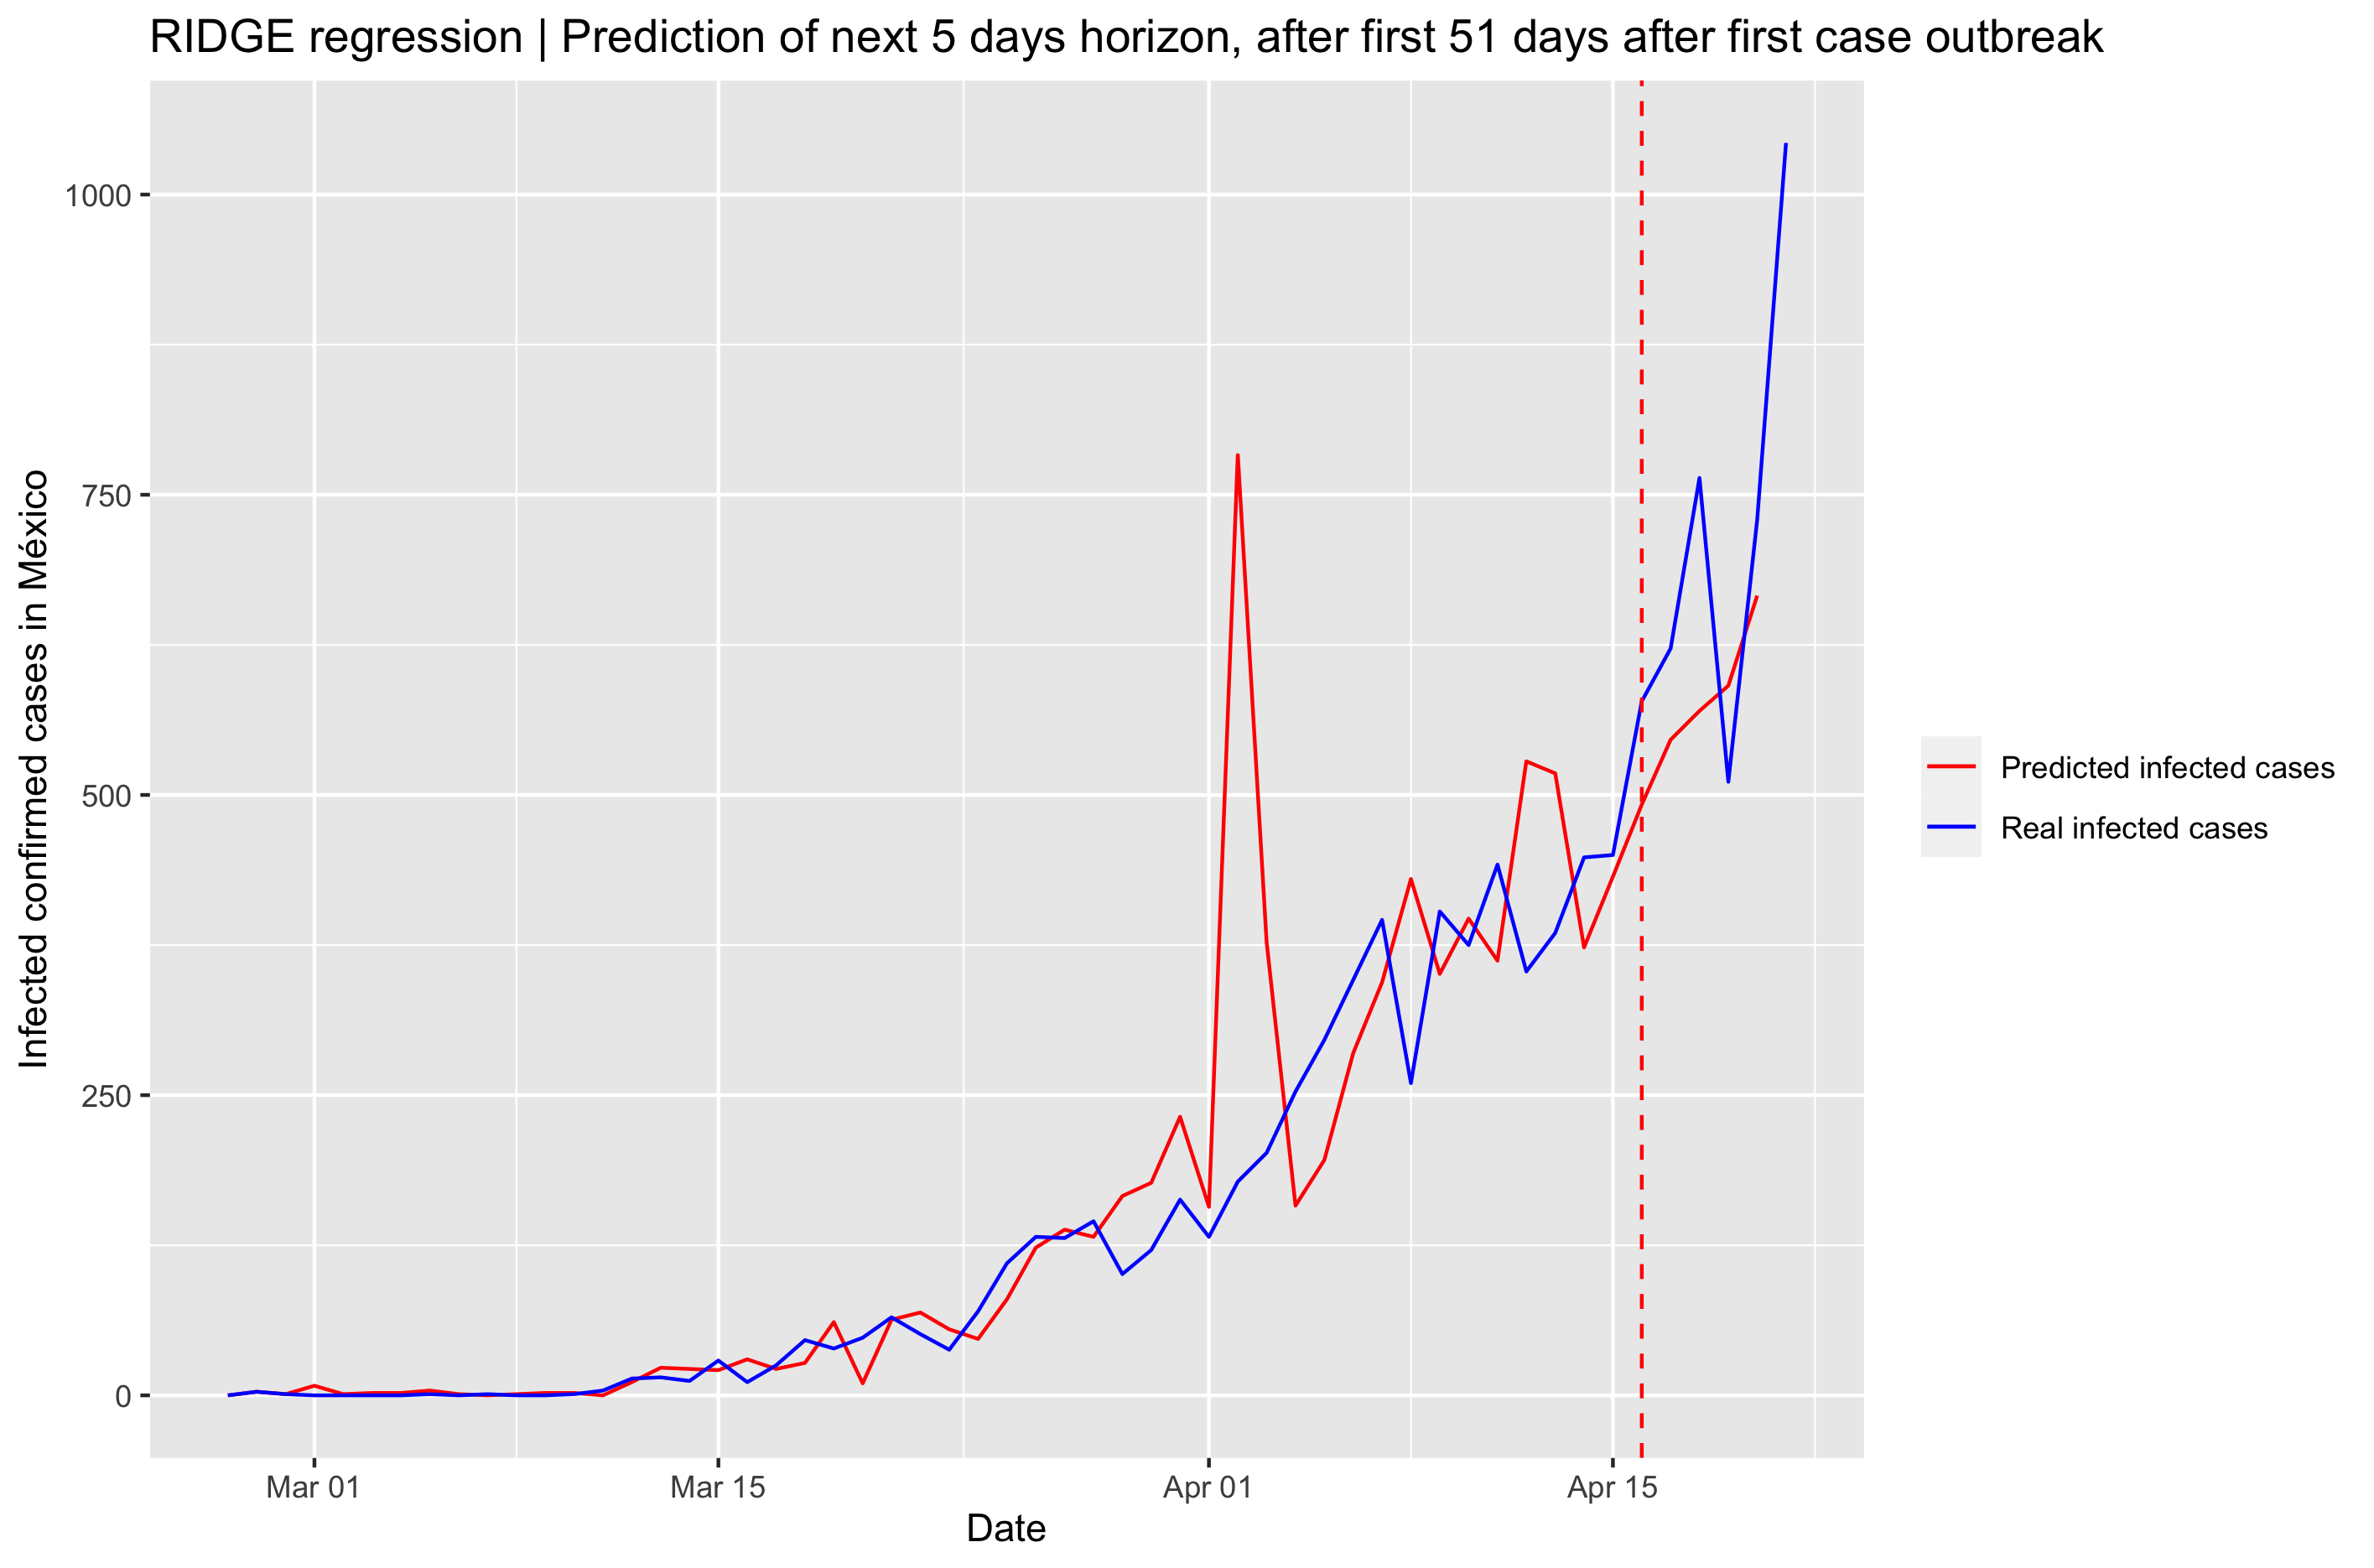 RIDGE regression | Prediction of next 5 days horizon, after first 51 days after first case outbreak
Infected confirmed cases in México
1000
750
500
250
0
Mar 01
Mar 15
Apr 01
Apr 15
Date
Predicted infected cases
Real infected cases